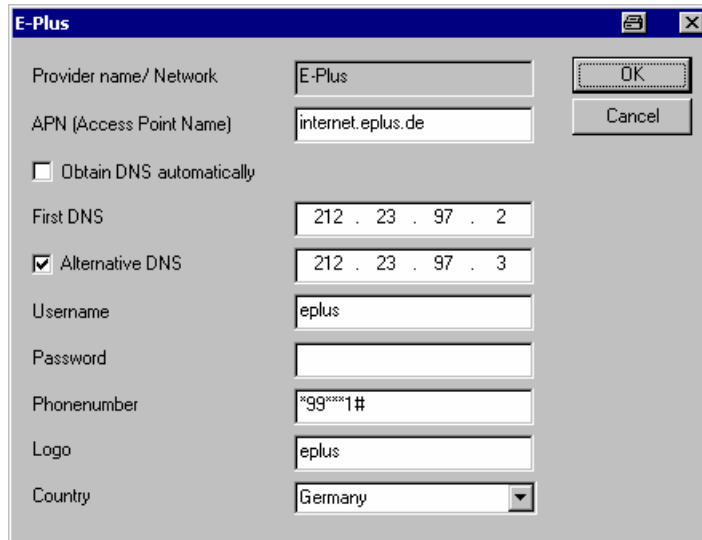 E-Plus
Provider name/ Network E-Plus OK
APN (Access Point Name) internet.eplus.de Cancel
Obtain DNS automatically
First DNS 212 . 23 . 97 . 2
Alternative DNS 212 . 23 . 97 . 3
Username eplus
Password
Phonenumber *99***1#
Logo eplus
Country Germany